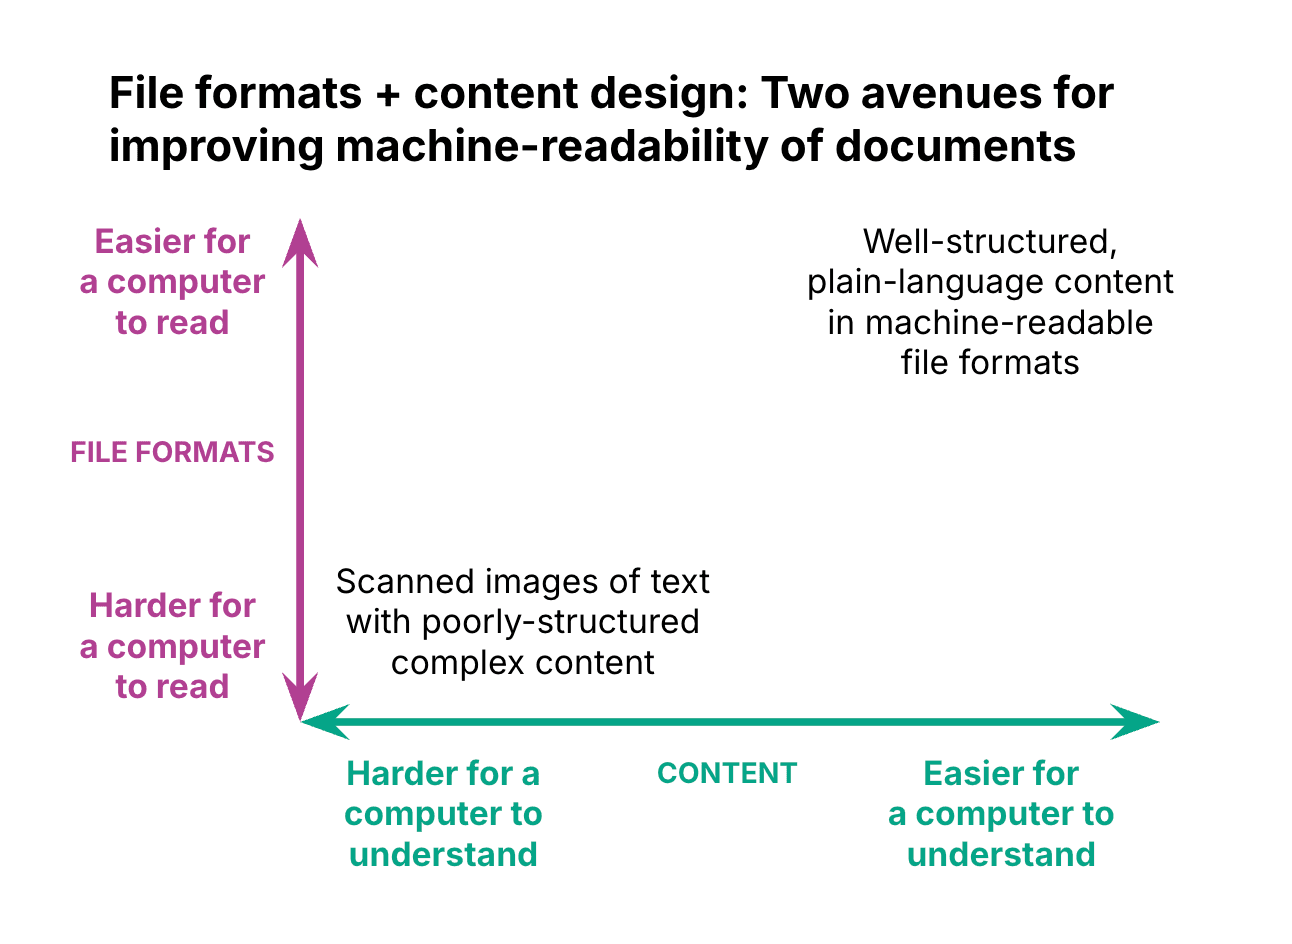 File formats + content design: Two avenues for
improving machine-readability of documents
Easier for
a computer
to read
Well-structured,
plain-language content
in machine-readable
file formats
FILE FORMATS
Harder for
a computer
to read
Scanned images of text
with poorly-structured
complex content
Harder for a
computer to
understand
CONTENT
Easier for
a computer to
understand